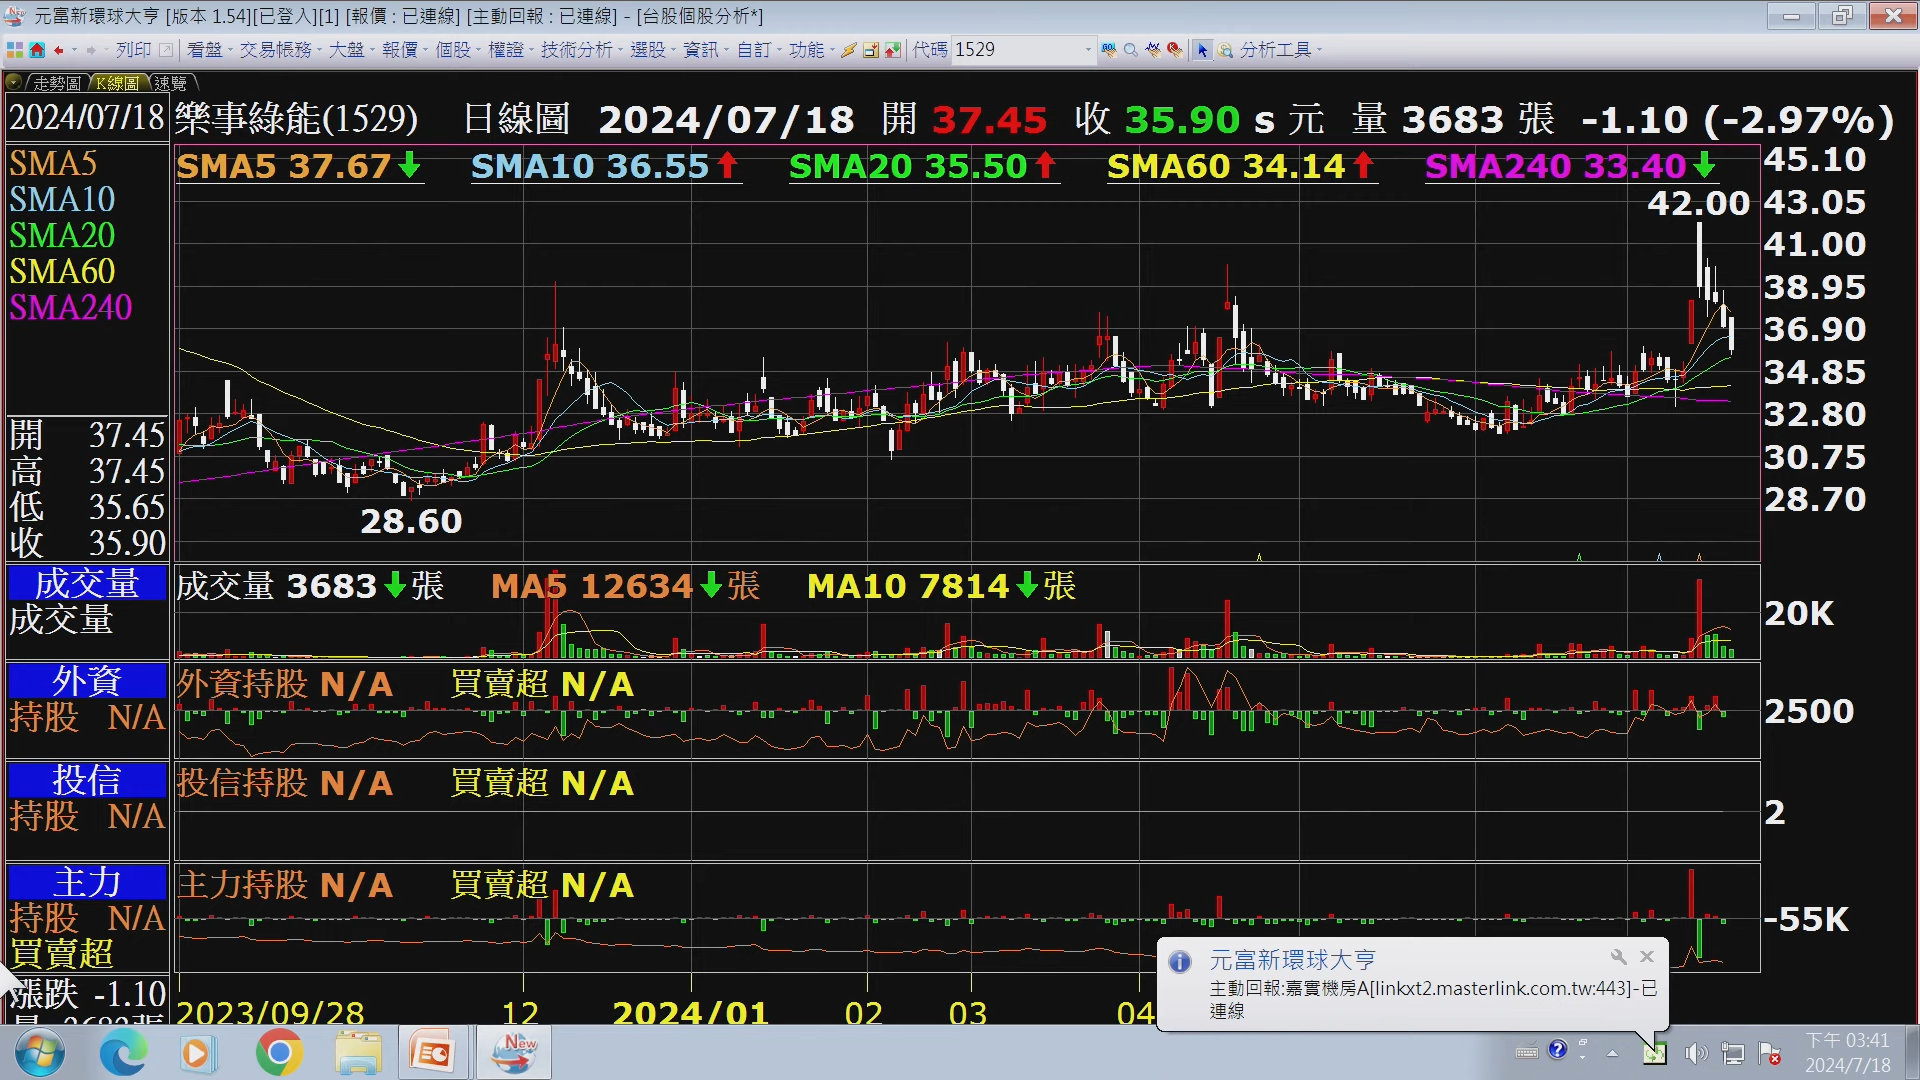 元富新環球大亨 [版本 1.54][已登入][1] [報價 : 已連線] [主動回報 : 已連線] - [台股個股分析*]
列印 看盤 交易帳務 大盤 報價 個股 權證 技術分析 選股 資訊 自訂 功能 代碼 1529 分析工具
走勢圖 K線圖 速覽
2024/07/18 樂事綠能(1529) 日線圖 2024/07/18 開 37.45 收 35.90 s 元 量 3683 張 -1.10 (-2.97%)
SMA5
SMA10
SMA20
SMA60
SMA240
SMA5 37.67 SMA10 36.55 SMA20 35.50 SMA60 34.14 SMA240 33.40
42.00
28.60
45.10
43.05
41.00
38.95
36.90
34.85
32.80
30.75
28.70
開 37.45
高 37.45
低 35.65
收 35.90
成交量
成交量
成交量 3683 張 MA5 12634 張 MA10 7814 張
20K
外資
持股 N/A
外資持股 N/A 買賣超 N/A
2500
投信
持股 N/A
投信持股 N/A 買賣超 N/A
2
主力
持股 N/A
買賣超
主力持股 N/A 買賣超 N/A
-55K
漲跌 -1.10
2023/09/28 12 2024/01 02 03 04
元富新環球大亨
主動回報:嘉實機房A[linkxt2.masterlink.com.tw:443]-已
連線
New
下午 03:41
2024/7/18